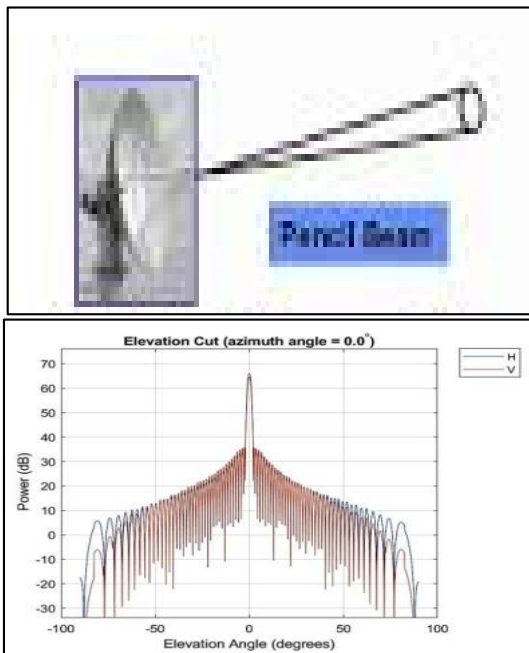 Pencil Beam
Elevation Cut (azimuth angle = 0.0°)
H
V
70
60
50
40
30
20
10
0
-10
-20
-30
Power (dB)
-100
-50
0
50
100
Elevation Angle (degrees)